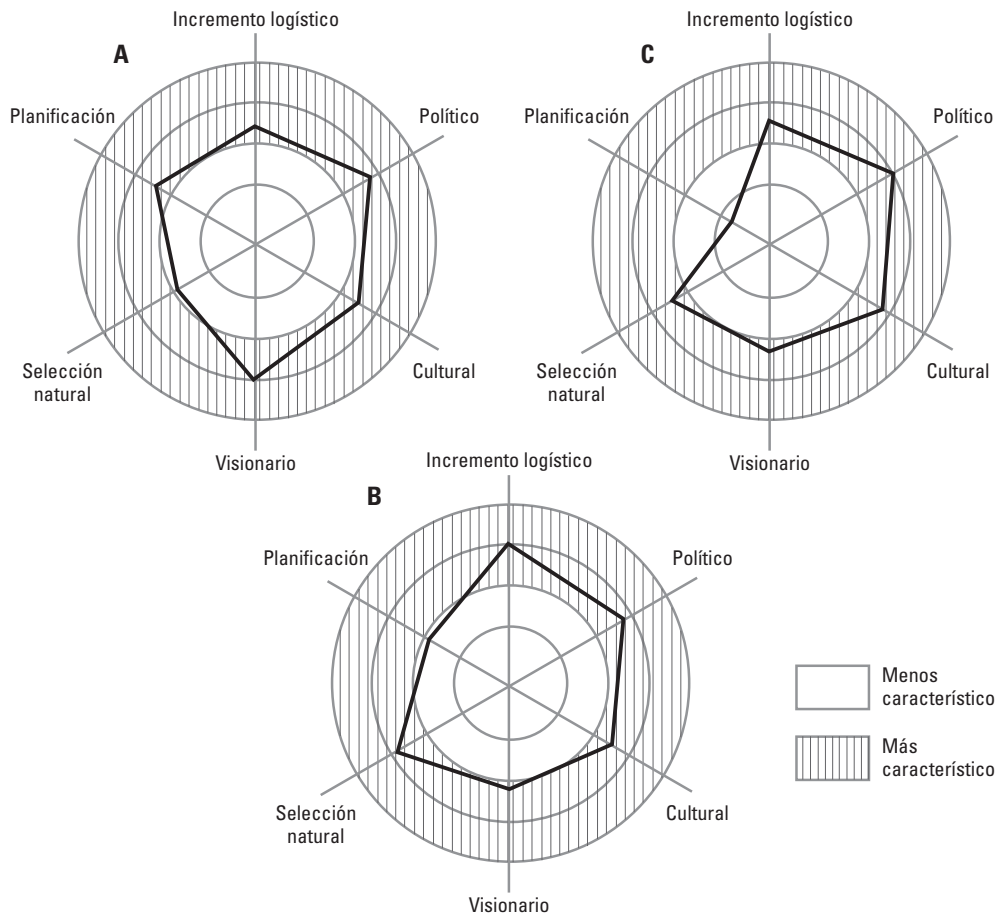 Incremento logístico
A
Planificación
Político
Selección
natural
Cultural
Visionario
Incremento logístico
C
Planificación
Político
Selección
natural
Cultural
Visionario
Incremento logístico
B
Planificación
Político
Selección
natural
Cultural
Visionario
Menos
característico
Más
característico